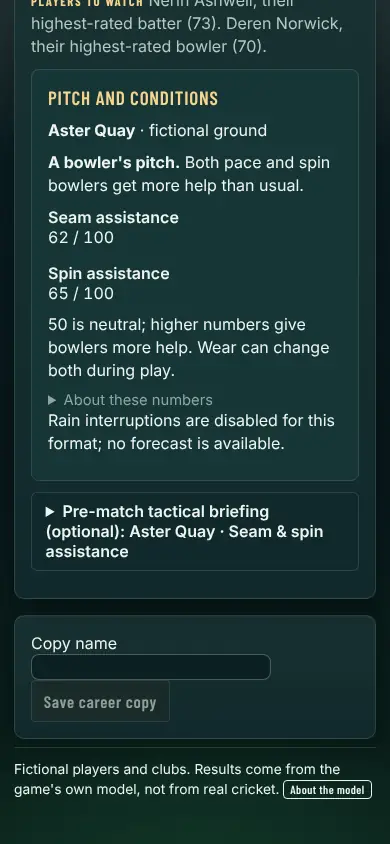 PLAYERS TO WATCH Nerin Ashwell, their
highest-rated batter (73). Deren Norwick,
their highest-rated bowler (70).
PITCH AND CONDITIONS
Aster Quay · fictional ground
A bowler's pitch. Both pace and spin
bowlers get more help than usual.
Seam assistance
62 / 100
Spin assistance
65 / 100
50 is neutral; higher numbers give
bowlers more help. Wear can change
both during play.
▶ About these numbers
Rain interruptions are disabled for this
format; no forecast is available.
▶ Pre-match tactical briefing
(optional): Aster Quay · Seam & spin
assistance
Copy name
Save career copy
Fictional players and clubs. Results come from the
game's own model, not from real cricket. About the model